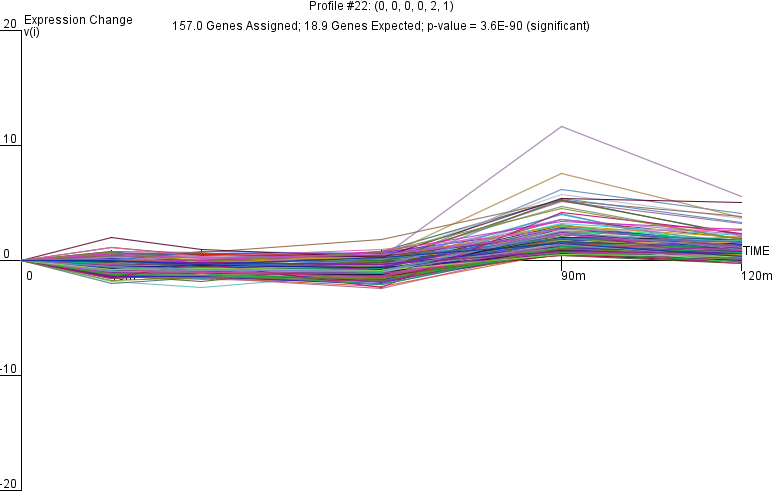 Profile #22: (0, 0, 0, 0, 2, 1)
20
Expression Change
v(i)
157.0 Genes Assigned; 18.9 Genes Expected; p-value = 3.6E-90 (significant)
10
0
TIME
0
90m
120m
-10
-20